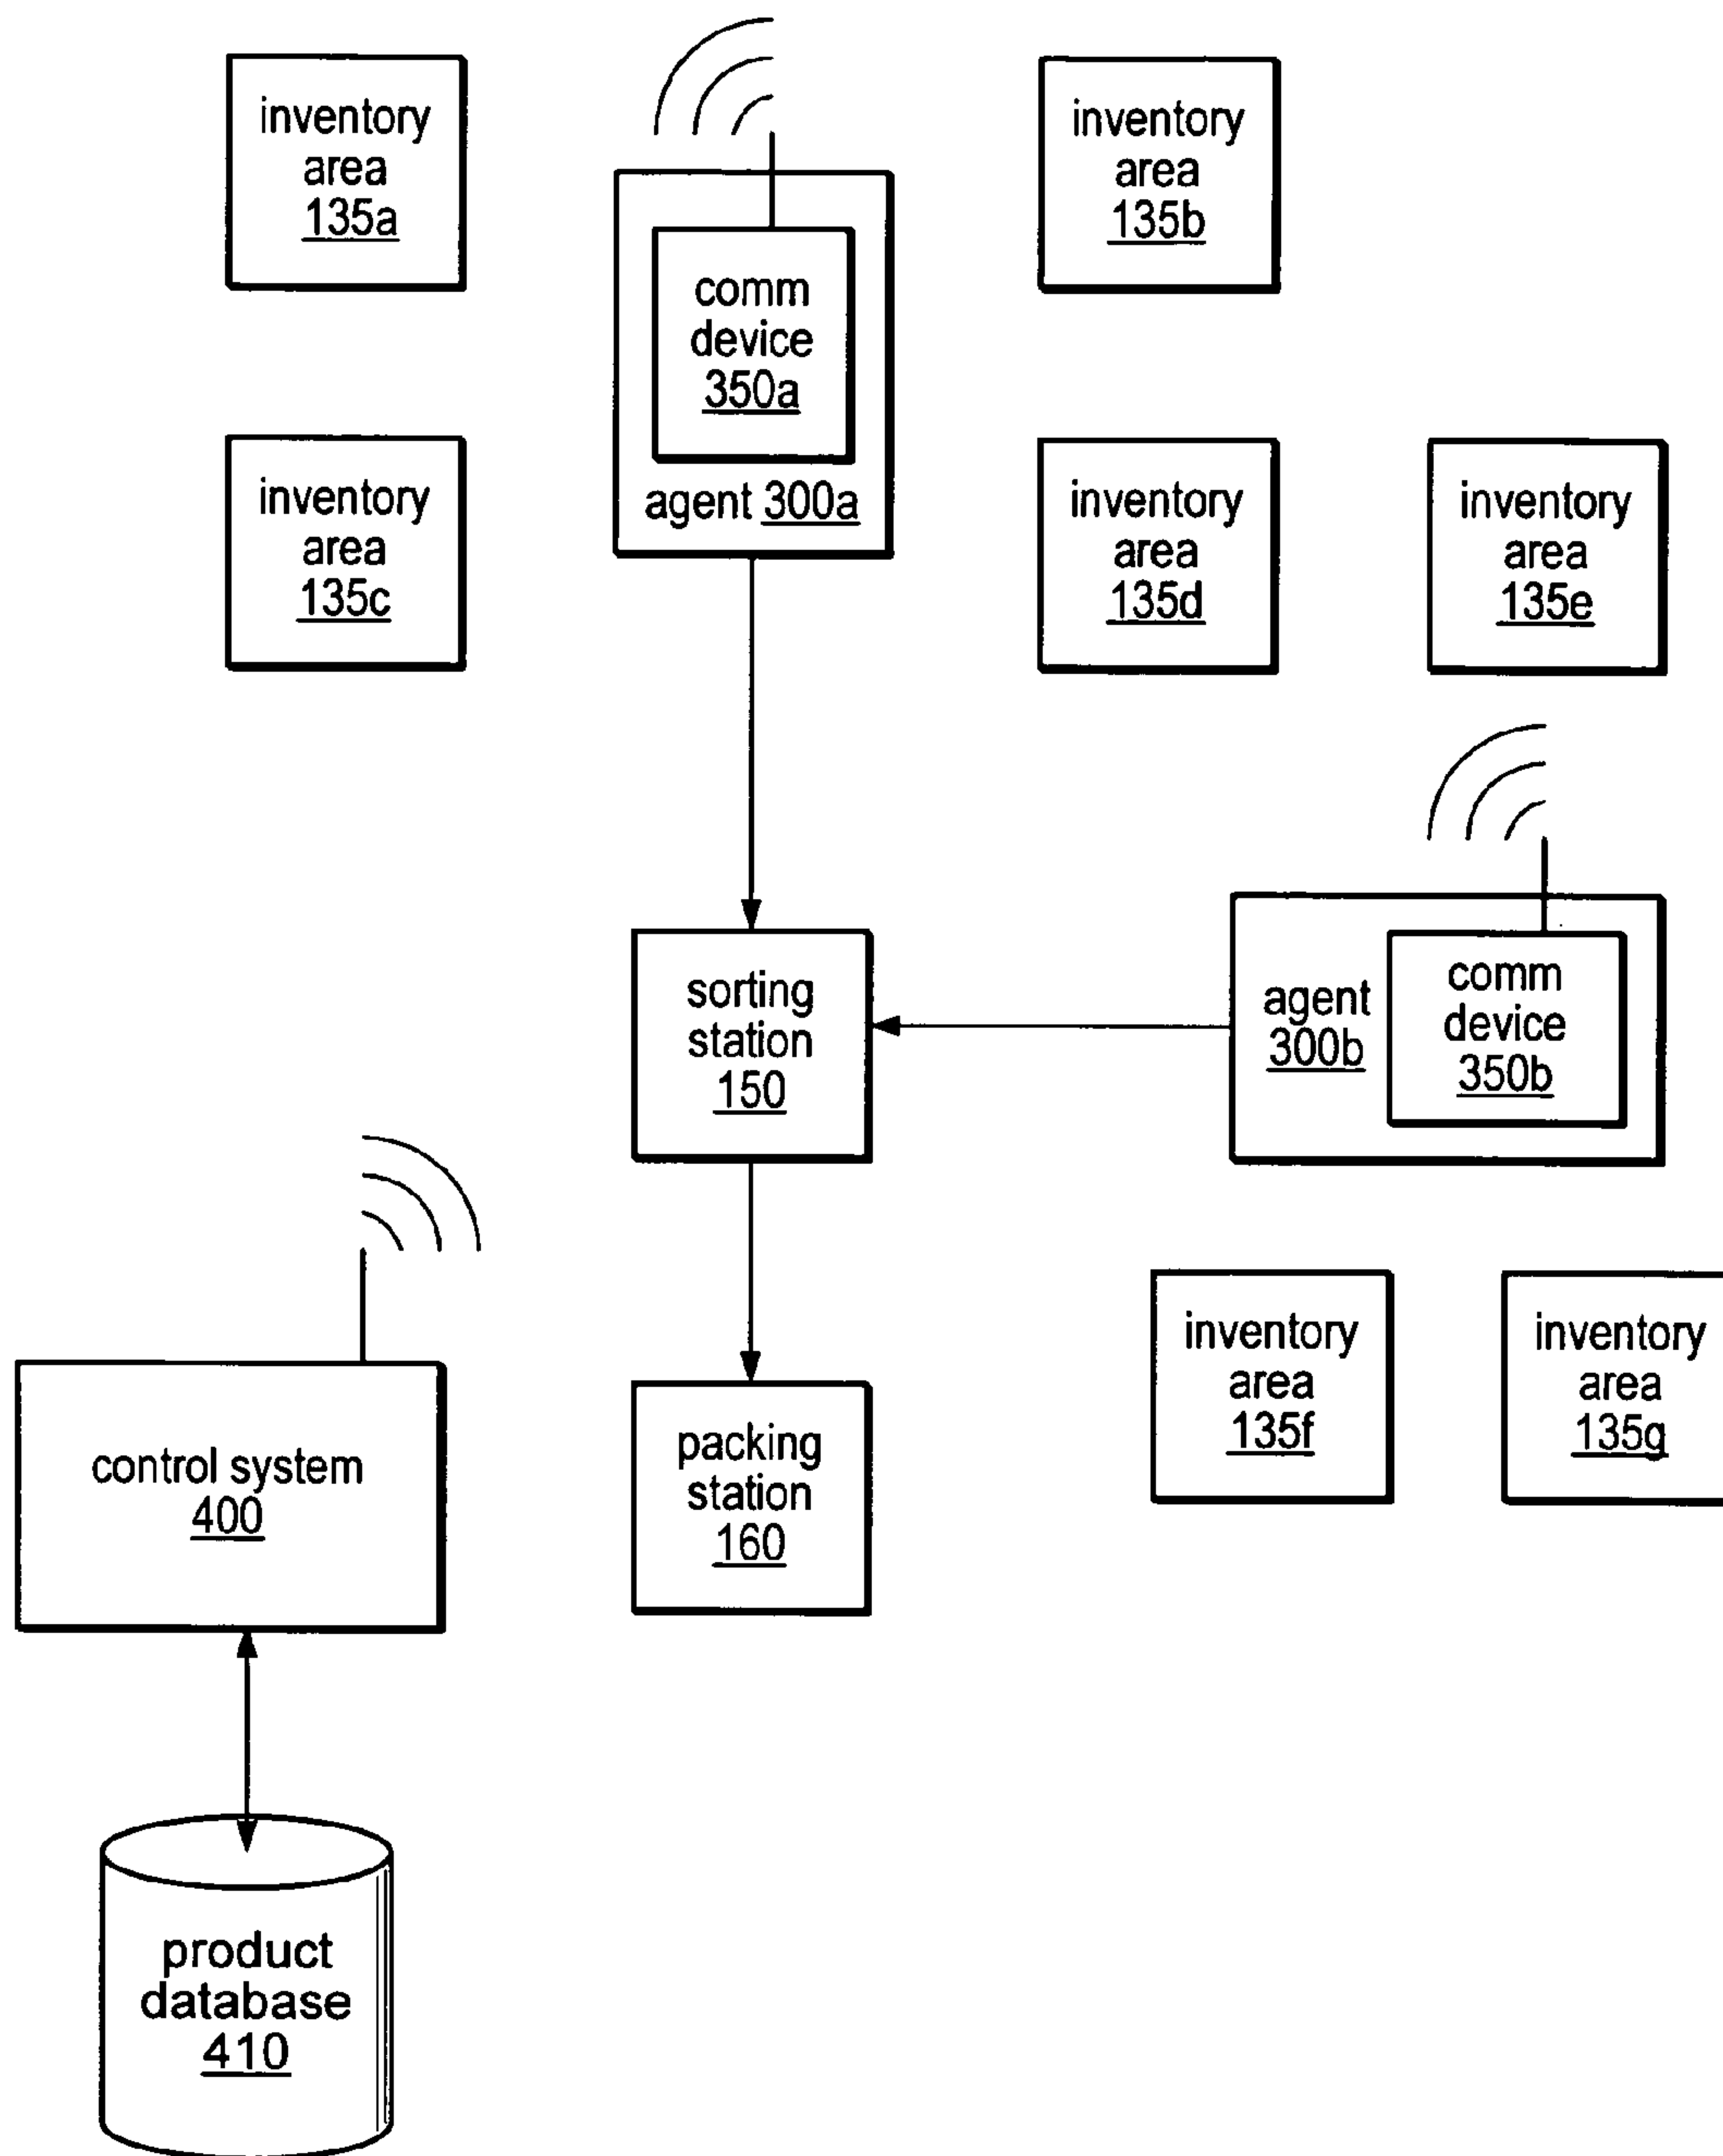 inventory
area
135a
comm
device
350a
agent 300a
inventory
area
135b
inventory
area
135c
inventory
area
135d
inventory
area
135e
sorting
station
150
agent
300b
comm
device
350b
control system
400
packing
station
160
inventory
area
135f
inventory
area
135g
product
database
410